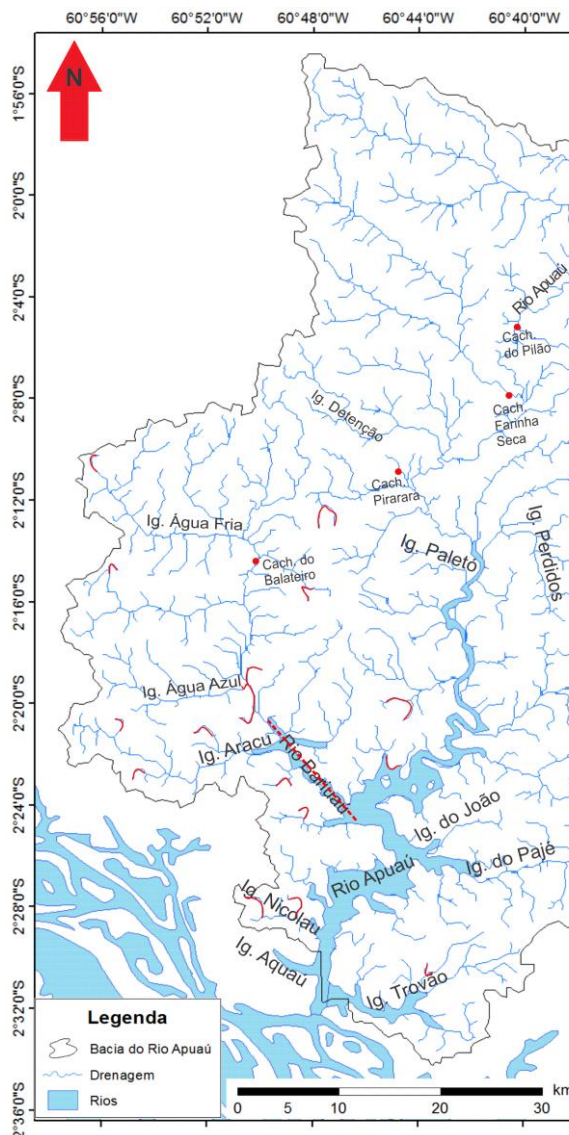 60°56'0"W 60°52'0"W 60°48'0"W 60°44'0"W 60°40'0"W
N
1°56'0"S
2°0'0"S
2°4'0"S
2°8'0"S
2°12'0"S
2°16'0"S
2°20'0"S
2°24'0"S
2°28'0"S
2°32'0"S
2°36'0"S
Rio Apuaú
Cach.
do Pilão
Cach.
Farinha
Seca
Ig. Detenção
Cach.
Pirarara
Ig. Água Fria
Cach. do
Balateiro
Ig. Paletó
Ig. Perdidos
Ig. Água Azul
Ig. Aracu
Rio Bariuaú
Ig. do João
Ig. do Pajé
Rio Apuaú
Ig. Nicolau
Ig. Aquaú
Ig. Trovão
Legenda
Bacia do Rio Apuaú
Drenagem
Rios
km
0 5 10 20 30